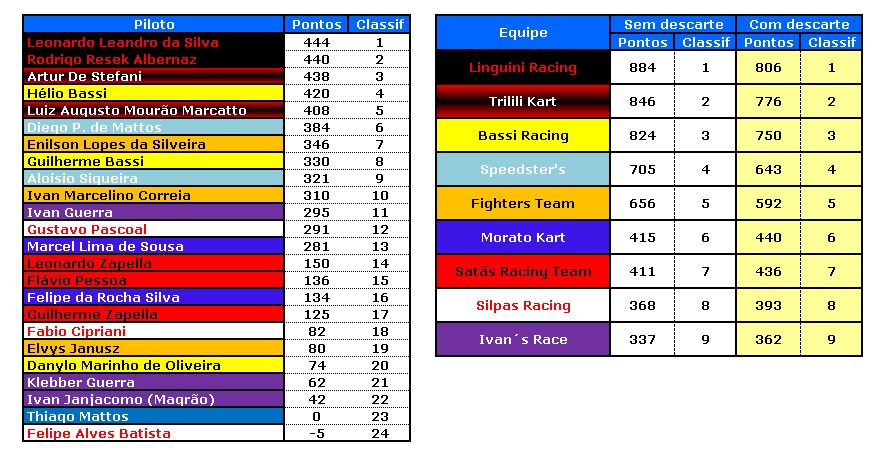 Piloto Pontos Classif
Leonardo Leandro da Silva 444 1
Rodrigo Resek Albernaz 440 2
Artur De Stefani 438 3
Hélio Bassi 420 4
Luiz Augusto Mourão Marcatto 408 5
Diego P. de Mattos 384 6
Enilson Lopes da Silveira 346 7
Guilherme Bassi 330 8
Aloísio Siqueira 321 9
Ivan Marcelino Correia 310 10
Ivan Guerra 295 11
Gustavo Pascoal 291 12
Marcel Lima de Sousa 281 13
Leonardo Zapella 150 14
Flávio Pessoa 136 15
Felipe da Rocha Silva 134 16
Guilherme Zapella 125 17
Fabio Cipriani 82 18
Elvys Janusz 80 19
Danylo Marinho de Oliveira 74 20
Klebber Guerra 62 21
Ivan Janjacomo (Magrão) 42 22
Thiago Mattos 0 23
Felipe Alves Batista -5 24
Equipe Sem descarte Com descarte
Pontos Classif Pontos Classif
Linguini Racing 884 1 806 1
Trilili Kart 846 2 776 2
Bassi Racing 824 3 750 3
Speedster's 705 4 643 4
Fighters Team 656 5 592 5
Morato Kart 415 6 440 6
Satãs Racing Team 411 7 436 7
Silpas Racing 368 8 393 8
Ivan´s Race 337 9 362 9